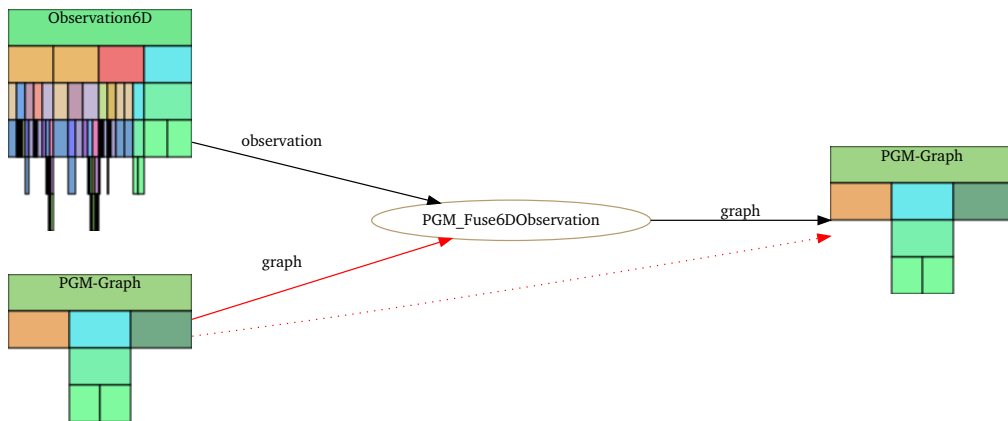 Observation6D
observation
PGM-Graph
PGM_Fuse6DObservation
graph
graph
PGM-Graph